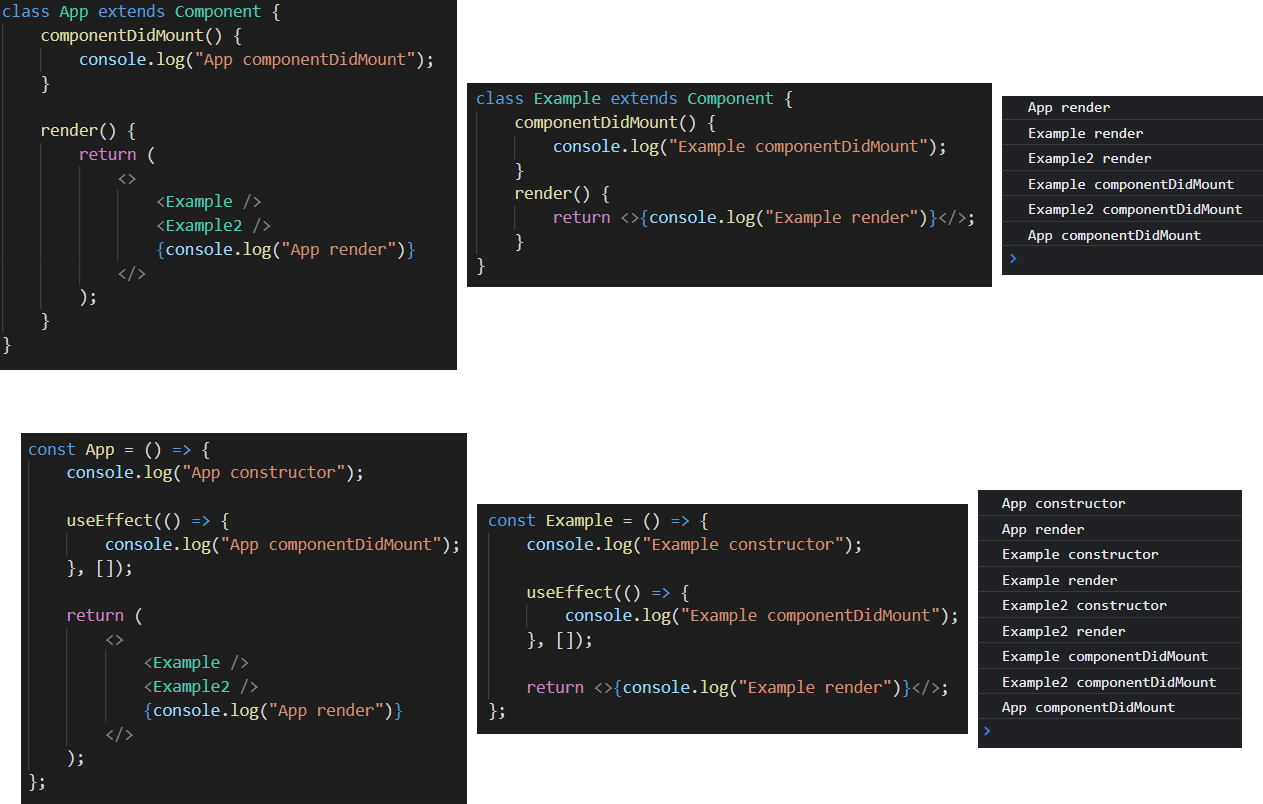 class App extends Component {
    componentDidMount() {
        console.log("App componentDidMount");
    }

    render() {
        return (
            <>
                <Example />
                <Example2 />
                {console.log("App render")}
            </>
        );
    }
}
class Example extends Component {
    componentDidMount() {
        console.log("Example componentDidMount");
    }
    render() {
        return <>{console.log("Example render")}</>;
    }
}
App render
Example render
Example2 render
Example componentDidMount
Example2 componentDidMount
App componentDidMount
>
const App = () => {
    console.log("App constructor");

    useEffect(() => {
        console.log("App componentDidMount");
    }, []);

    return (
        <>
            <Example />
            <Example2 />
            {console.log("App render")}
        </>
    );
};
const Example = () => {
    console.log("Example constructor");

    useEffect(() => {
        console.log("Example componentDidMount");
    }, []);

    return <>{console.log("Example render")}</>;
};
App constructor
App render
Example constructor
Example render
Example2 constructor
Example2 render
Example componentDidMount
Example2 componentDidMount
App componentDidMount
>